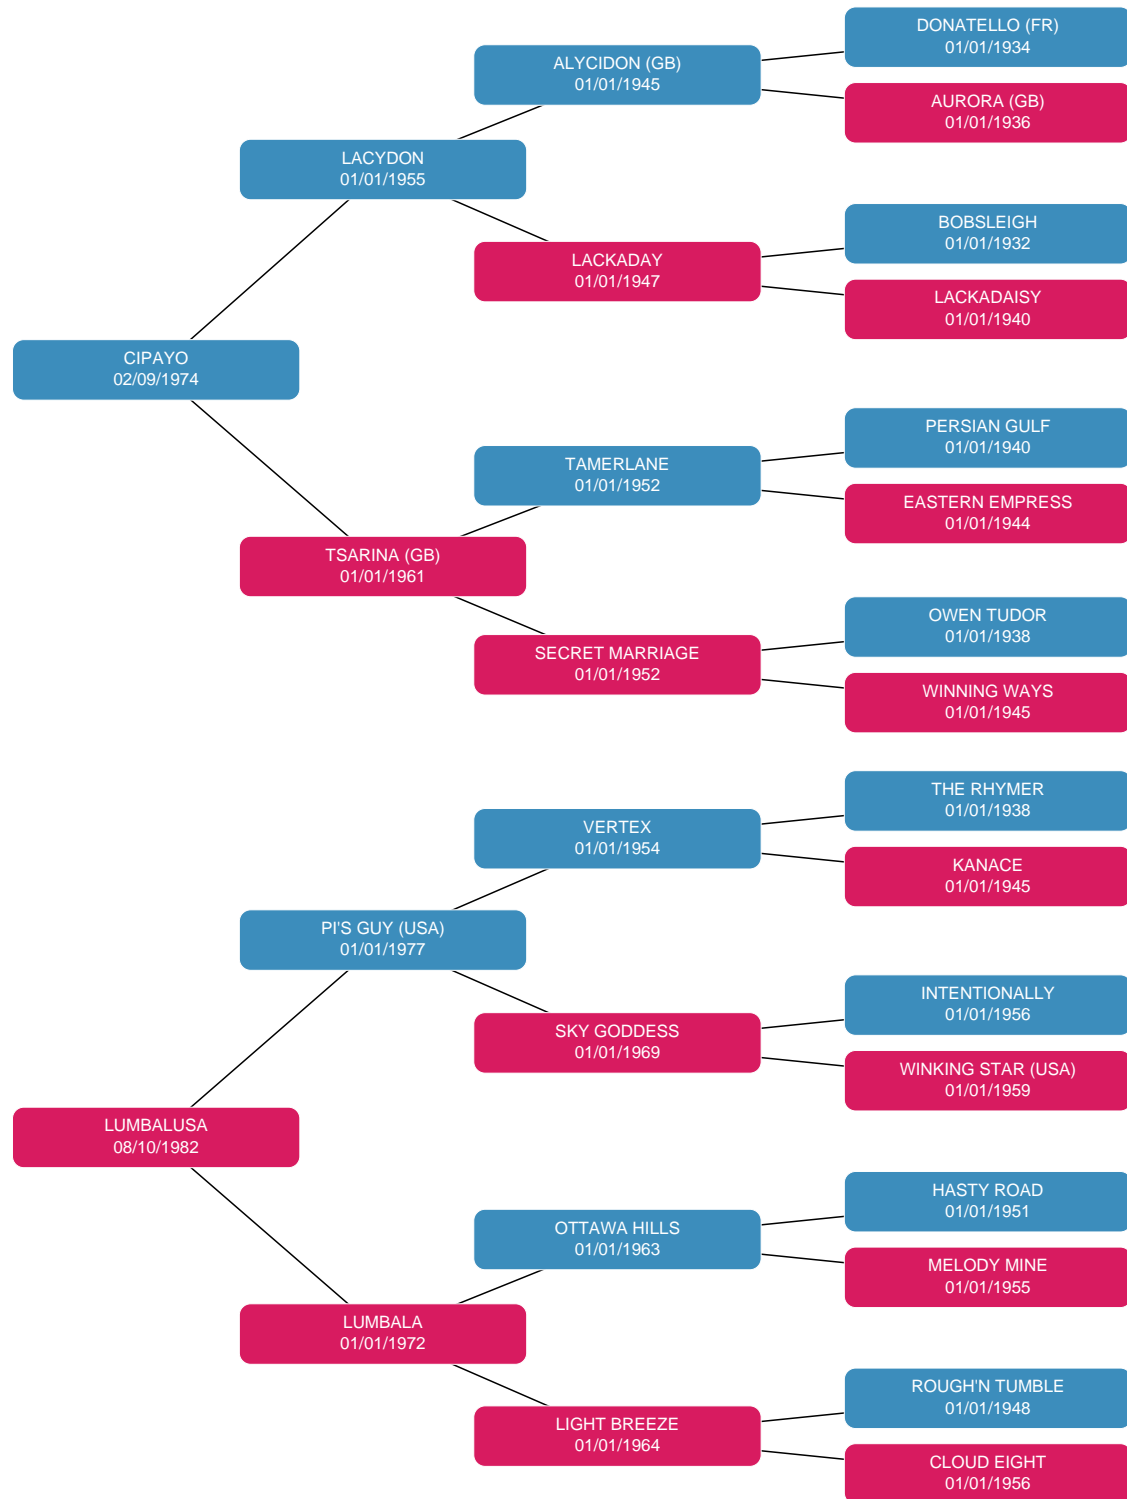 DONATELLO (FR)
01/01/1934
ALYCIDON (GB)
01/01/1945
AURORA (GB)
01/01/1936
LACYDON
01/01/1955
BOBSLEIGH
01/01/1932
LACKADAY
01/01/1947
LACKADAISY
01/01/1940
CIPAYO
02/09/1974
PERSIAN GULF
01/01/1940
TAMERLANE
01/01/1952
EASTERN EMPRESS
01/01/1944
TSARINA (GB)
01/01/1961
OWEN TUDOR
01/01/1938
SECRET MARRIAGE
01/01/1952
WINNING WAYS
01/01/1945
THE RHYMER
01/01/1938
VERTEX
01/01/1954
KANACE
01/01/1945
PI'S GUY (USA)
01/01/1977
INTENTIONALLY
01/01/1956
SKY GODDESS
01/01/1969
WINKING STAR (USA)
01/01/1959
LUMBALUSA
08/10/1982
HASTY ROAD
01/01/1951
OTTAWA HILLS
01/01/1963
MELODY MINE
01/01/1955
LUMBALA
01/01/1972
ROUGH'N TUMBLE
01/01/1948
LIGHT BREEZE
01/01/1964
CLOUD EIGHT
01/01/1956